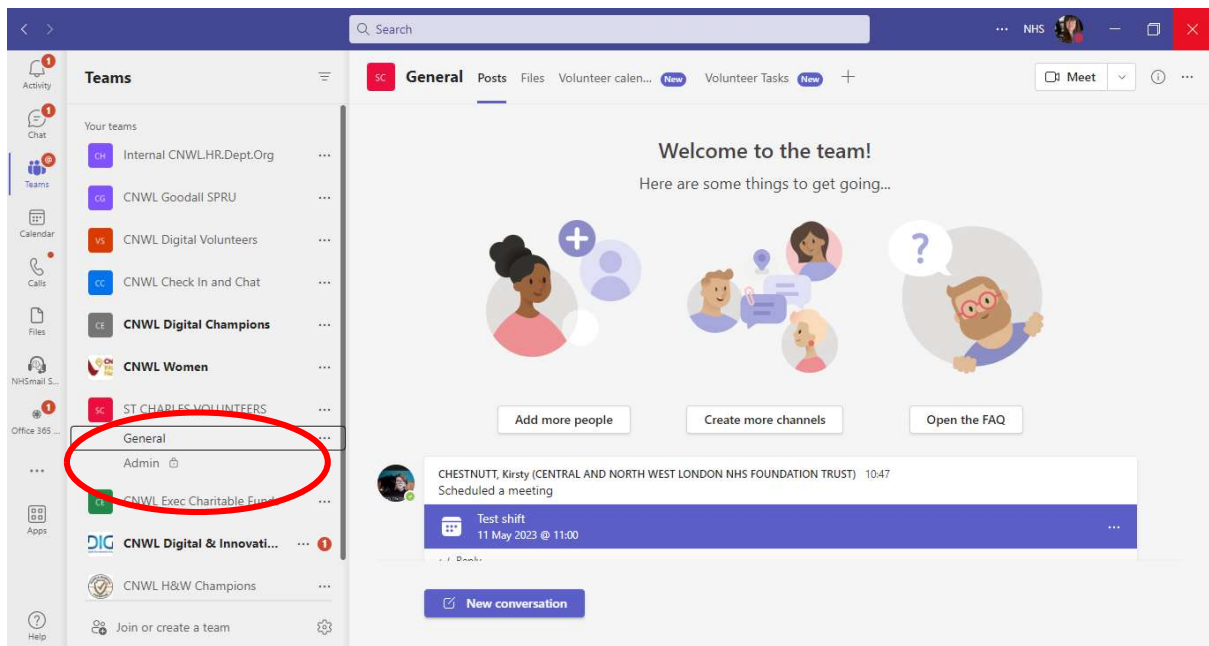 Search
NHS
Activity
Chat
Teams
Calendar
Calls
Files
NHSmail S...
Office 365 ...
Apps
Help
Teams
Your teams
CH Internal CNWL.HR.Dept.Org
CG CNWL Goodall SPRU
VS CNWL Digital Volunteers
CC CNWL Check In and Chat
CE CNWL Digital Champions
CNWL Women
SC ST CHARLES VOLUNTEERS
General
Admin
CE CNWL Exec Charitable Funds
DIG CNWL Digital & Innovati... 1
CNWL H&W Champions
Join or create a team
SC General Posts Files Volunteer calen... New Volunteer Tasks New
Meet
Welcome to the team!
Here are some things to get going...
Add more people
Create more channels
Open the FAQ
CHESTNUTT, Kirsty (CENTRAL AND NORTH WEST LONDON NHS FOUNDATION TRUST) 10:47
Scheduled a meeting
Test shift
11 May 2023 @ 11:00
Reply
New conversation